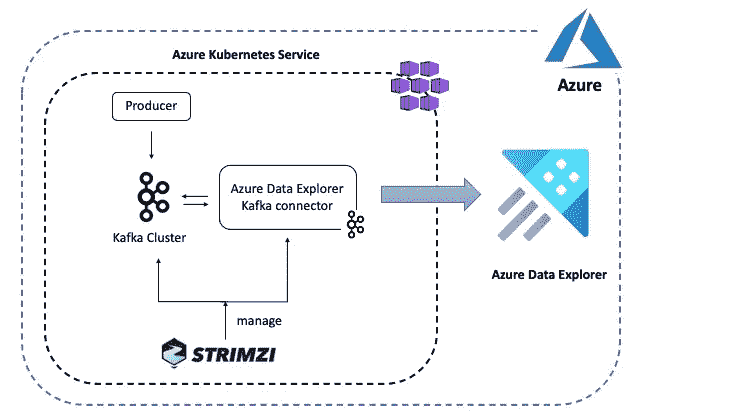 Azure Kubernetes Service
Azure
Producer
Azure Data Explorer
Kafka connector
Kafka Cluster
Azure Data Explorer
manage
STRIMZI